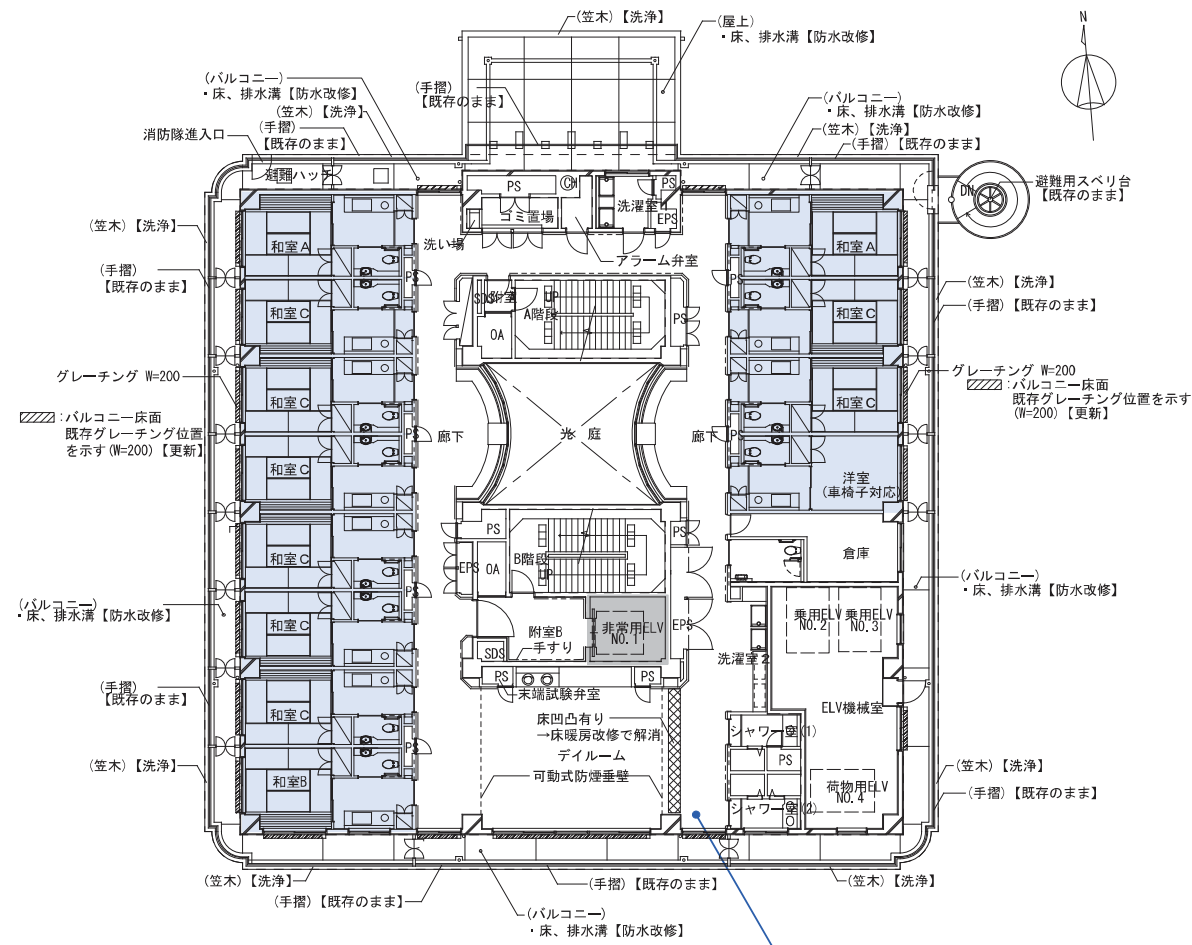 (笠木)【洗浄】
(屋上)
・床、排水溝【防水改修】
N
(バルコニー)
・床、排水溝【防水改修】
(手摺)
【既存のまま】
(笠木)【洗浄】
消防隊進入口
(手摺)
【既存のまま】
避難ハッチ
(バルコニー)
・床、排水溝【防水改修】
(笠木)【洗浄】
(手摺)【既存のまま】
DN
避難用スベリ台
【既存のまま】
PS
CH
洗濯室1
PS
EPS
ゴミ置場
洗い場
アラーム弁室
(笠木)【洗浄】
和室A
和室A
PS
PS
(手摺)
【既存のまま】
(笠木)【洗浄】
(手摺)【既存のまま】
和室C
和室C
SDS
附室A
UP
A階段
OA
PS
グレーチング W=200
グレーチング W=200
:バルコニー床面
既存グレーチング位置を示す
(W=200)【更新】
:バルコニー床面
既存グレーチング位置
を示す(W=200)【更新】
和室C
和室C
PS
PS
廊下
光庭
廊下
和室C
洋室
(車椅子対応)
和室C
PS
PS
PS
EPS
OA
B階段
UP
倉庫
(バルコニー)
・床、排水溝【防水改修】
(バルコニー)
・床、排水溝【防水改修】
和室C
附室B
手すり
SDS
非常用ELV
NO.1
EPS
乗用ELV
NO.2
乗用ELV
NO.3
洗濯室2
PS
PS
末端試験弁室
(手摺)
【既存のまま】
和室C
PS
床凹凸有り
→床暖房改修で解消
デイルーム
可動式防煙垂壁
ELV機械室
シャワー室(1)
PS
シャワー室(2)
荷物用ELV
NO.4
(笠木)【洗浄】
和室B
(笠木)【洗浄】
(手摺)【既存のまま】
(笠木)【洗浄】
(手摺)【既存のまま】
(手摺)【既存のまま】
(笠木)【洗浄】
(バルコニー)
・床、排水溝【防水改修】